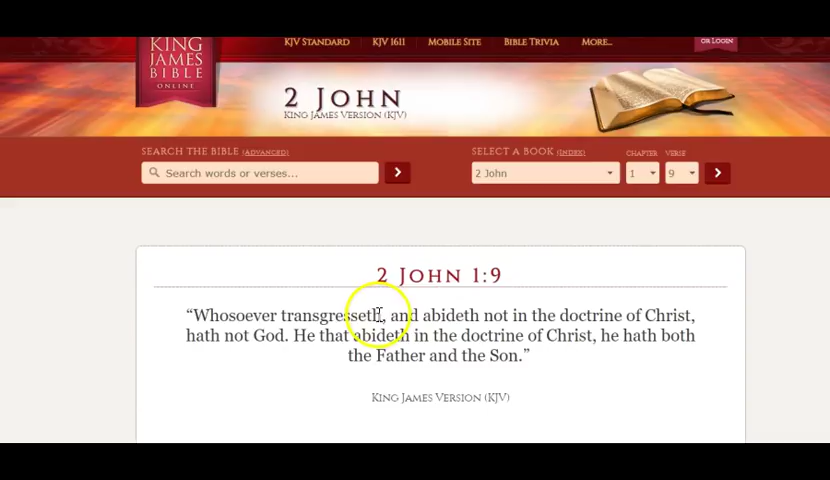 KING
JAMES
BIBLE
ONLINE
KJV STANDARD KJV 1611 MOBILE SITE BIBLE TRIVIA MORE...
OR LOGIN
2 JOHN
KING JAMES VERSION (KJV)
SEARCH THE BIBLE (ADVANCED)
Search words or verses...
SELECT A BOOK (INDEX) CHAPTER VERSE
2 John 1 9
2 JOHN 1:9
“Whosoever transgresseth, and abideth not in the doctrine of Christ,
hath not God. He that abideth in the doctrine of Christ, he hath both
the Father and the Son.”
KING JAMES VERSION (KJV)